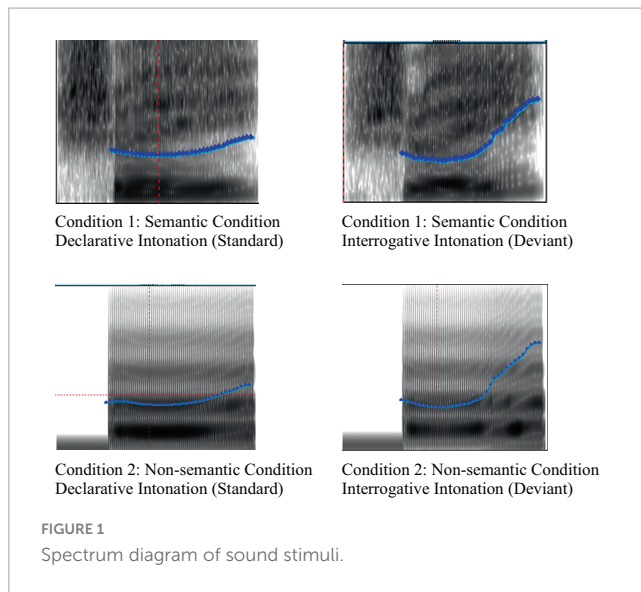 Condition 1: Semantic Condition
Declarative Intonation (Standard)
Condition 1: Semantic Condition
Interrogative Intonation (Deviant)
Condition 2: Non-semantic Condition
Declarative Intonation (Standard)
Condition 2: Non-semantic Condition
Interrogative Intonation (Deviant)
FIGURE 1
Spectrum diagram of sound stimuli.